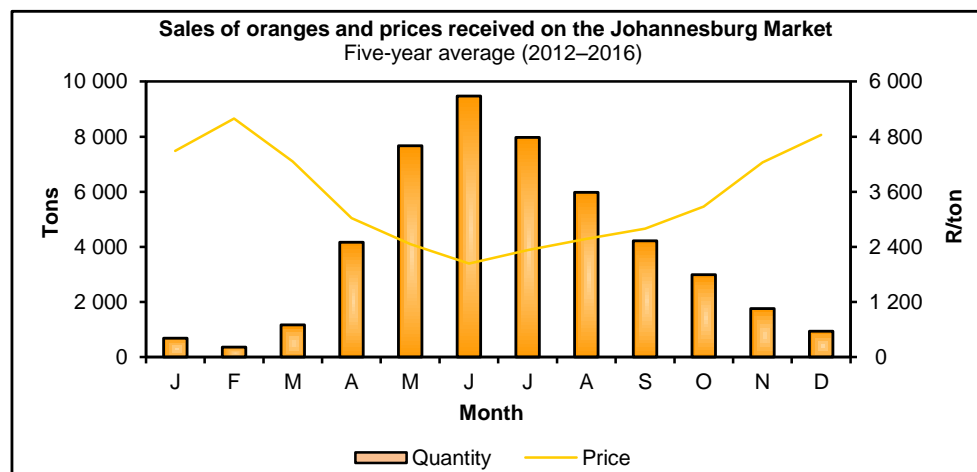 Sales of oranges and prices received on the Johannesburg Market
Five-year average (2012–2016)
10 000
8 000
6 000
4 000
2 000
0
Tons
6 000
4 800
3 600
2 400
1 200
0
R/ton
J F M A M J J A S O N D
Month
Quantity Price